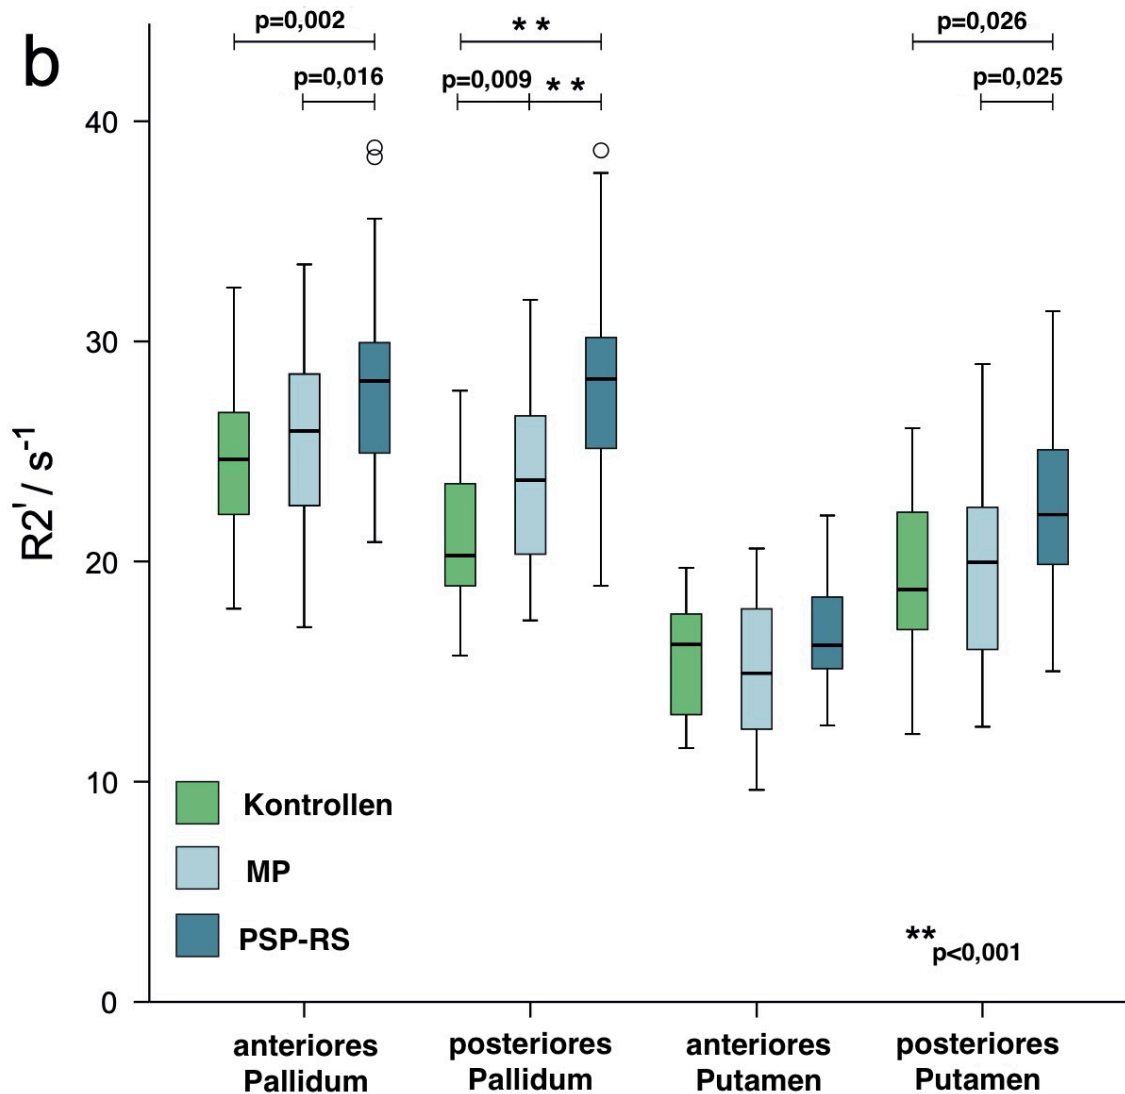 b
p=0,002
* *
p=0,026
p=0,016
p=0,009
* *
p=0,025
40
30
20
10
0
R2' / s-1
Kontrollen
MP
PSP-RS
**
p<0,001
anteriores
Pallidum
posteriores
Pallidum
anteriores
Putamen
posteriores
Putamen